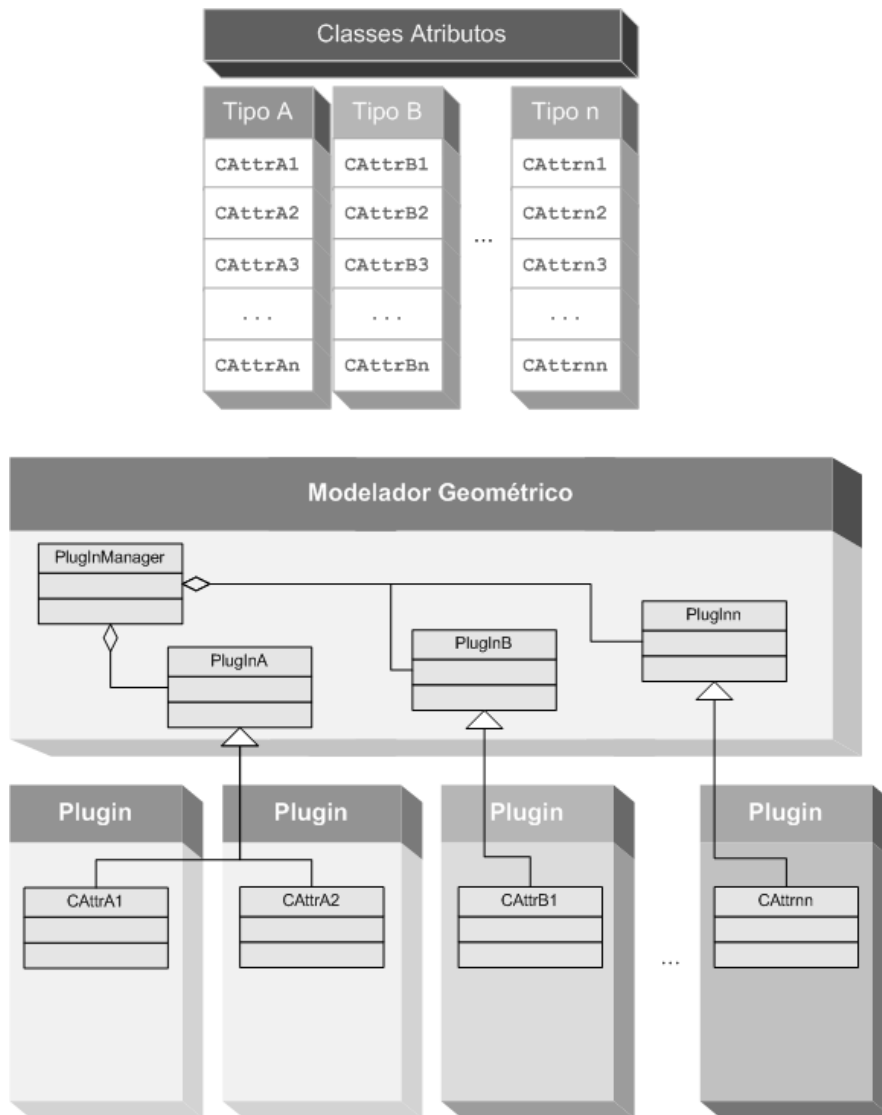 Classes Atributos
Tipo A Tipo B Tipo n
CAttrA1 CAttrB1 CAttrn1
CAttrA2 CAttrB2 CAttrn2
...
CAttrA3 CAttrB3 CAttrn3
... ... ...
CAttrAn CAttrBn CAttrnn
Modelador Geométrico
PlugInManager
PlugInn
PlugInB
PlugInA
Plugin Plugin Plugin Plugin
CAttrA1 CAttrA2 CAttrB1 CAttrnn
...